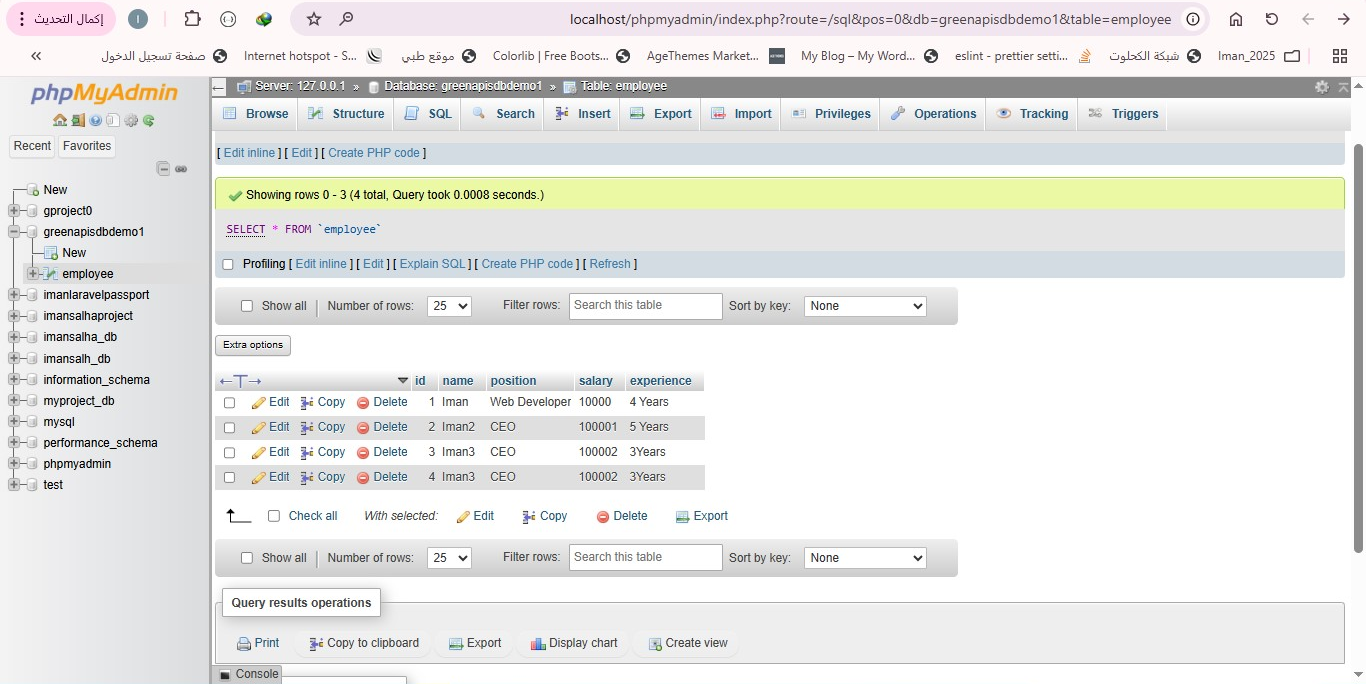 إكمال التحديث
I
localhost/phpmyadmin/index.php?route=/sql&pos=0&db=greenapisdbdemo1&table=employee
صفحة تسجيل الدخول
Internet hotspot - S...
موقع طبي
Colorlib | Free Boots...
AgeThemes Market...
My Blog – My Wor...
eslint - prettier setti...
شبكة الكحلوت
Iman_2025
phpMyAdmin
Recent Favorites
New
gproject0
greenapisdbdemo1
New
employee
imanlaravelpassport
imansalhaproject
imansalha_db
imansalh_db
information_schema
myproject_db
mysql
performance_schema
phpmyadmin
test
Server: 127.0.0.1 » Database: greenapisdbdemo1 » Table: employee
Browse Structure SQL Search Insert Export Import Privileges Operations Tracking Triggers
[ Edit inline ] [ Edit ] [ Create PHP code ]
Showing rows 0 - 3 (4 total, Query took 0.0008 seconds.)
SELECT * FROM `employee`
Profiling [ Edit inline ] [ Edit ] [ Explain SQL ] [ Create PHP code ] [ Refresh ]
Show all | Number of rows: 25 Filter rows: Search this table Sort by key: None
Extra options
←T→ id name position salary experience
Edit Copy Delete 1 Iman Web Developer 10000 4 Years
Edit Copy Delete 2 Iman2 CEO 100001 5 Years
Edit Copy Delete 3 Iman3 CEO 100002 3Years
Edit Copy Delete 4 Iman3 CEO 100002 3Years
Check all With selected: Edit Copy Delete Export
Show all | Number of rows: 25 Filter rows: Search this table Sort by key: None
Query results operations
Print Copy to clipboard Export Display chart Create view
Console